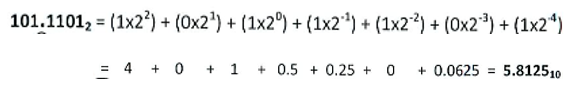 101.1101₂ = (1x2²) + (0x2¹) + (1x2⁰) + (1x2⁻¹) + (1x2⁻²) + (0x2⁻³) + (1x2⁻⁴)
= 4 + 0 + 1 + 0.5 + 0.25 + 0 + 0.0625 = 5.8125₁₀